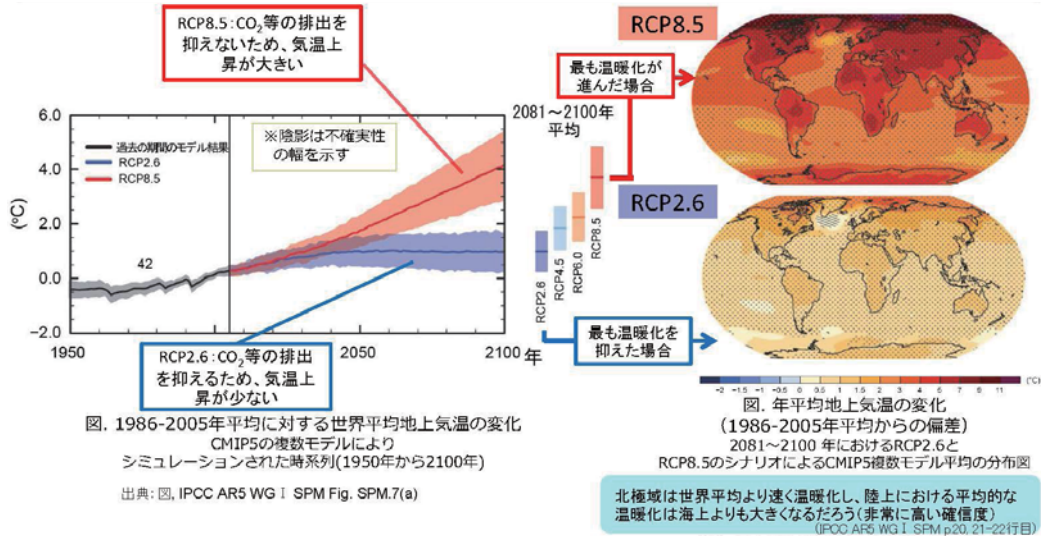 RCP8.5：CO₂等の排出を
抑えないため、気温上
昇が大きい
RCP8.5
最も温暖化が
進んだ場合
2081～2100年
平均
6.0
4.0
2.0
0.0
−2.0
(°C)
※陰影は不確実性
の幅を示す
過去の期間のモデル結果
RCP2.6
RCP8.5
42
1950
2050
2100
年
RCP2.6
RCP4.5
RCP6.0
RCP8.5
RCP2.6
最も温暖化を
抑えた場合
RCP2.6：CO₂等の排出
を抑えるため、気温上
昇が少ない
図. 1986-2005年平均に対する世界平均地上気温の変化
CMIP5の複数モデルにより
シミュレーションされた時系列(1950年から2100年)
出典：図, IPCC AR5 WGⅠ SPM Fig. SPM.7(a)
−2 −1.5 −1 −0.5 0 0.5 1 1.5 2 3 4 5 7 9 11
(°C)
図. 年平均地上気温の変化
(1986-2005年平均からの偏差)
2081～2100 年におけるRCP2.6と
RCP8.5のシナリオによるCMIP5複数モデル平均の分布図
北極域は世界平均より速く温暖化し、陸上における平均的な
温暖化は海上よりも大きくなるだろう(非常に高い確信度)
(IPCC AR5 WGⅠ SPM p20, 21-22行目)